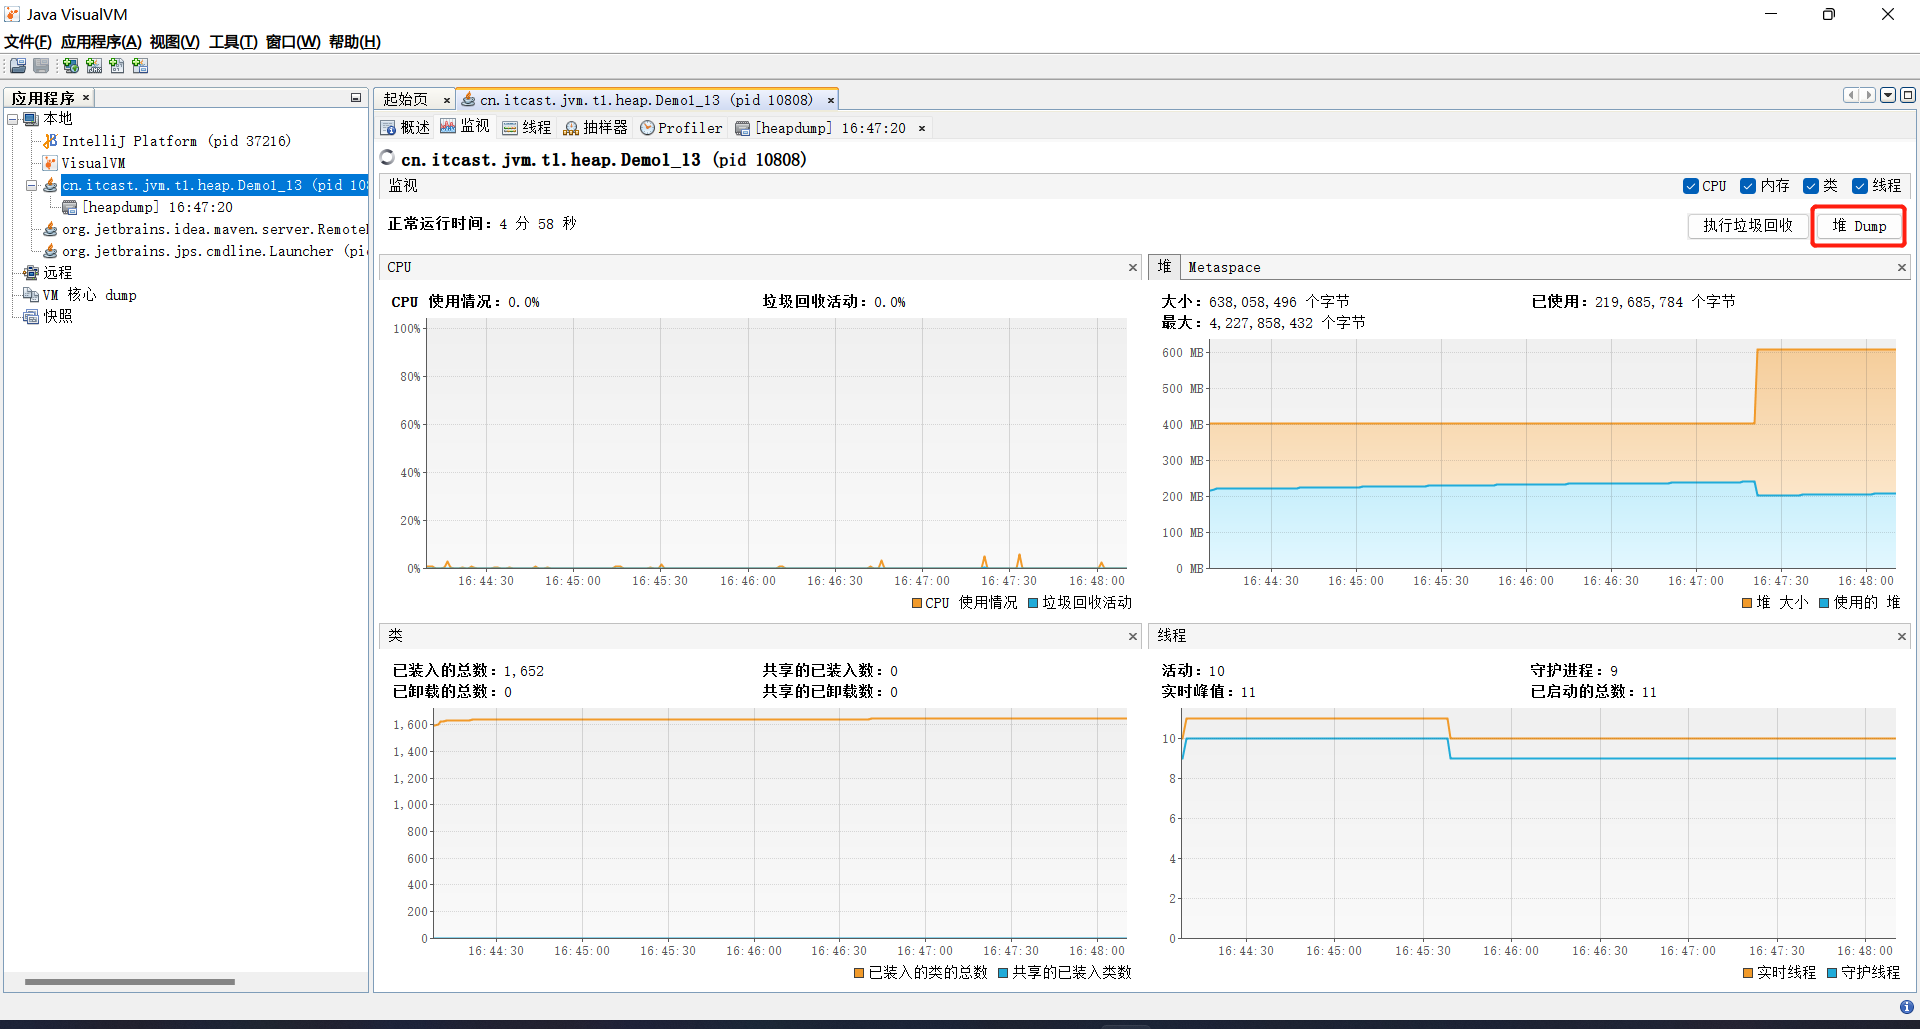 Java VisualVM
文件(F) 应用程序(A) 视图(V) 工具(T) 窗口(W) 帮助(H)
应用程序 ×
本地
IntelliJ Platform (pid 37216)
VisualVM
cn.itcast.jvm.t1.heap.Demo1_13 (pid 108
[heapdump] 16:47:20
org.jetbrains.idea.maven.server.RemoteM
org.jetbrains.jps.cmdline.Launcher (pid
远程
VM 核心 dump
快照
起始页 × cn.itcast.jvm.t1.heap.Demo1_13 (pid 10808) ×
概述 监视 线程 抽样器 Profiler [heapdump] 16:47:20 ×
cn.itcast.jvm.t1.heap.Demo1_13 (pid 10808)
监视 CPU 内存 类 线程
正常运行时间: 4 分 58 秒 执行垃圾回收 堆 Dump
CPU ×
CPU 使用情况: 0.0% 垃圾回收活动: 0.0%
100%
80%
60%
40%
20%
0%
16:44:30 16:45:00 16:45:30 16:46:00 16:46:30 16:47:00 16:47:30 16:48:00
CPU 使用情况 垃圾回收活动
堆 Metaspace ×
大小: 638,058,496 个字节 已使用: 219,685,784 个字节
最大: 4,227,858,432 个字节
600 MB
500 MB
400 MB
300 MB
200 MB
100 MB
0 MB
16:44:30 16:45:00 16:45:30 16:46:00 16:46:30 16:47:00 16:47:30 16:48:00
堆 大小 使用的 堆
类 ×
已装入的总数: 1,652 共享的已装入数: 0
已卸载的总数: 0 共享的已卸载数: 0
1,600
1,400
1,200
1,000
800
600
400
200
0
16:44:30 16:45:00 16:45:30 16:46:00 16:46:30 16:47:00 16:47:30 16:48:00
已装入的类的总数 共享的已装入类数
线程 ×
活动: 10 守护进程: 9
实时峰值: 11 已启动的总数: 11
10
8
6
4
2
0
16:44:30 16:45:00 16:45:30 16:46:00 16:46:30 16:47:00 16:47:30 16:48:00
实时线程 守护线程